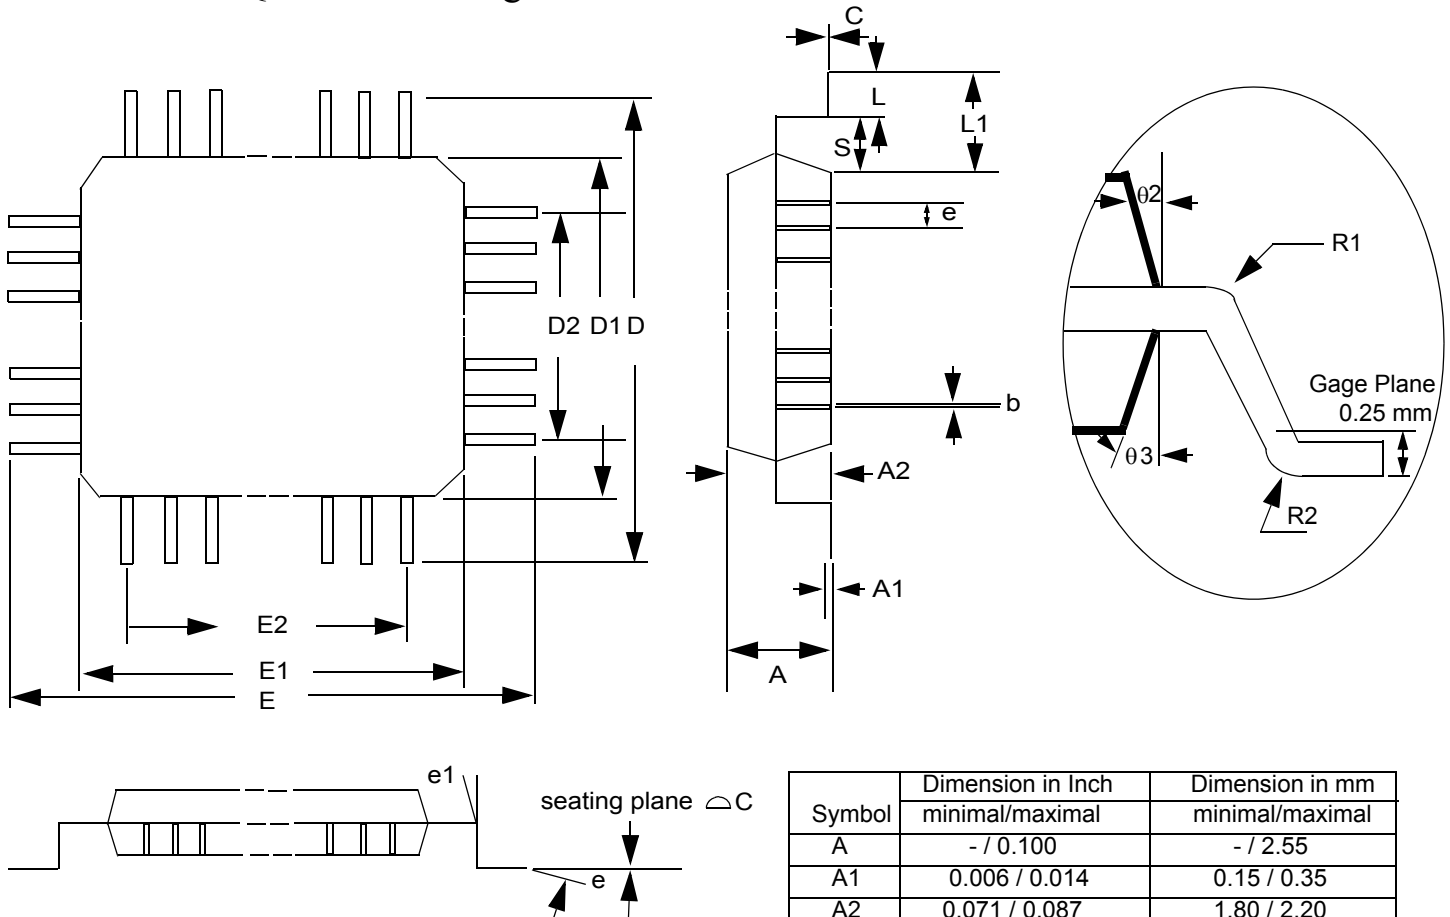 C
L
L1
S
e
θ2
R1
D2 D1 D
Gage Plane
0.25 mm
b
θ3
A2
R2
A1
E2
E1
A
E
e1
seating plane ⌓C
e
Symbol Dimension in Inch Dimension in mm
minimal/maximal minimal/maximal
A - / 0.100 - / 2.55
A1 0.006 / 0.014 0.15 / 0.35
A2 0.071 / 0.087 1.80 / 2.20